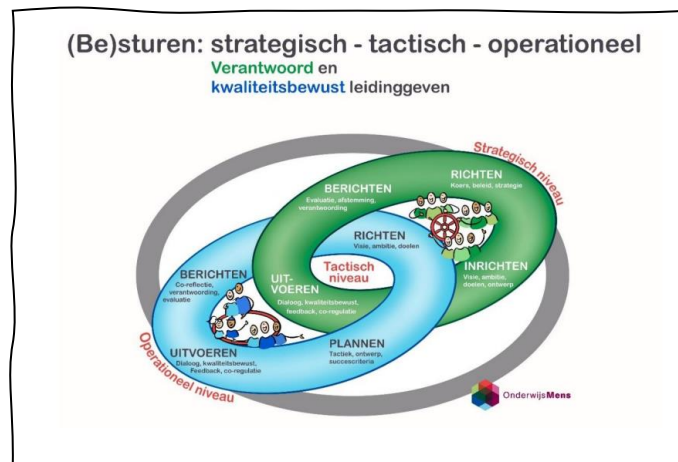 (Be)sturen: strategisch - tactisch - operationeel
Verantwoord en
kwaliteitsbewust leidinggeven
Strategisch niveau
BERICHTEN
Evaluatie, afstemming,
verantwoording
RICHTEN
Koers, beleid, strategie
RICHTEN
Visie, ambitie, doelen
Tactisch
niveau
INRICHTEN
Visie, ambitie,
doelen, ontwerp
UIT-
VOEREN
Dialoog, kwaliteitsbewust,
feedback, co-regulatie
BERICHTEN
Co-reflectie,
verantwoording,
evaluatie
UITVOEREN
Dialoog, kwaliteitsbewust,
Feedback, co-regulatie
PLANNEN
Tactiek, ontwerp,
succescriteria
Operationeel niveau
OnderwijsMens